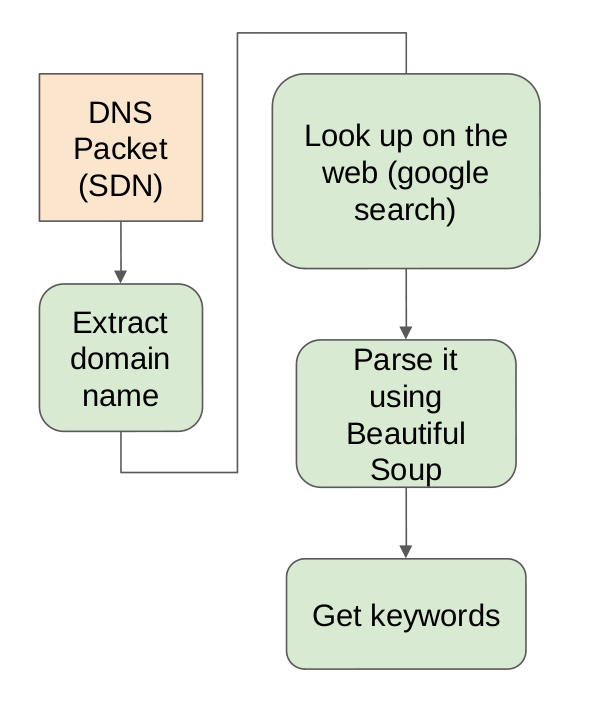 DNS
Packet
(SDN)
Extract
domain
name
Look up on the
web (google
search)
Parse it
using
Beautiful
Soup
Get keywords